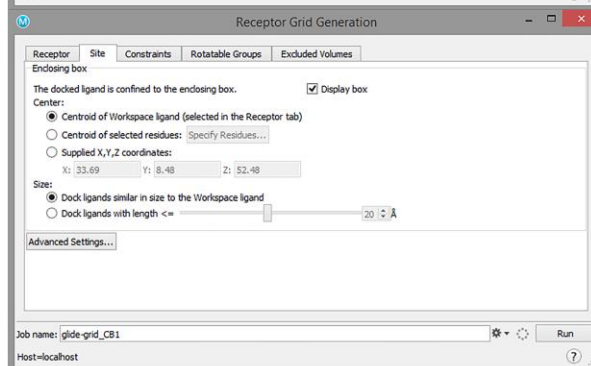 Receptor Grid Generation
Receptor Site Constraints Rotatable Groups Excluded Volumes
Enclosing box
The docked ligand is confined to the enclosing box. Display box
Center:
Centroid of Workspace ligand (selected in the Receptor tab)
Centroid of selected residues: Specify Residues...
Supplied X,Y,Z coordinates:
X: 33.69 Y: 8.48 Z: 52.48
Size:
Dock ligands similar in size to the Workspace ligand
Dock ligands with length <= 20 Å
Advanced Settings...
Job name: glide-grid_CB1 Run
Host=localhost ?